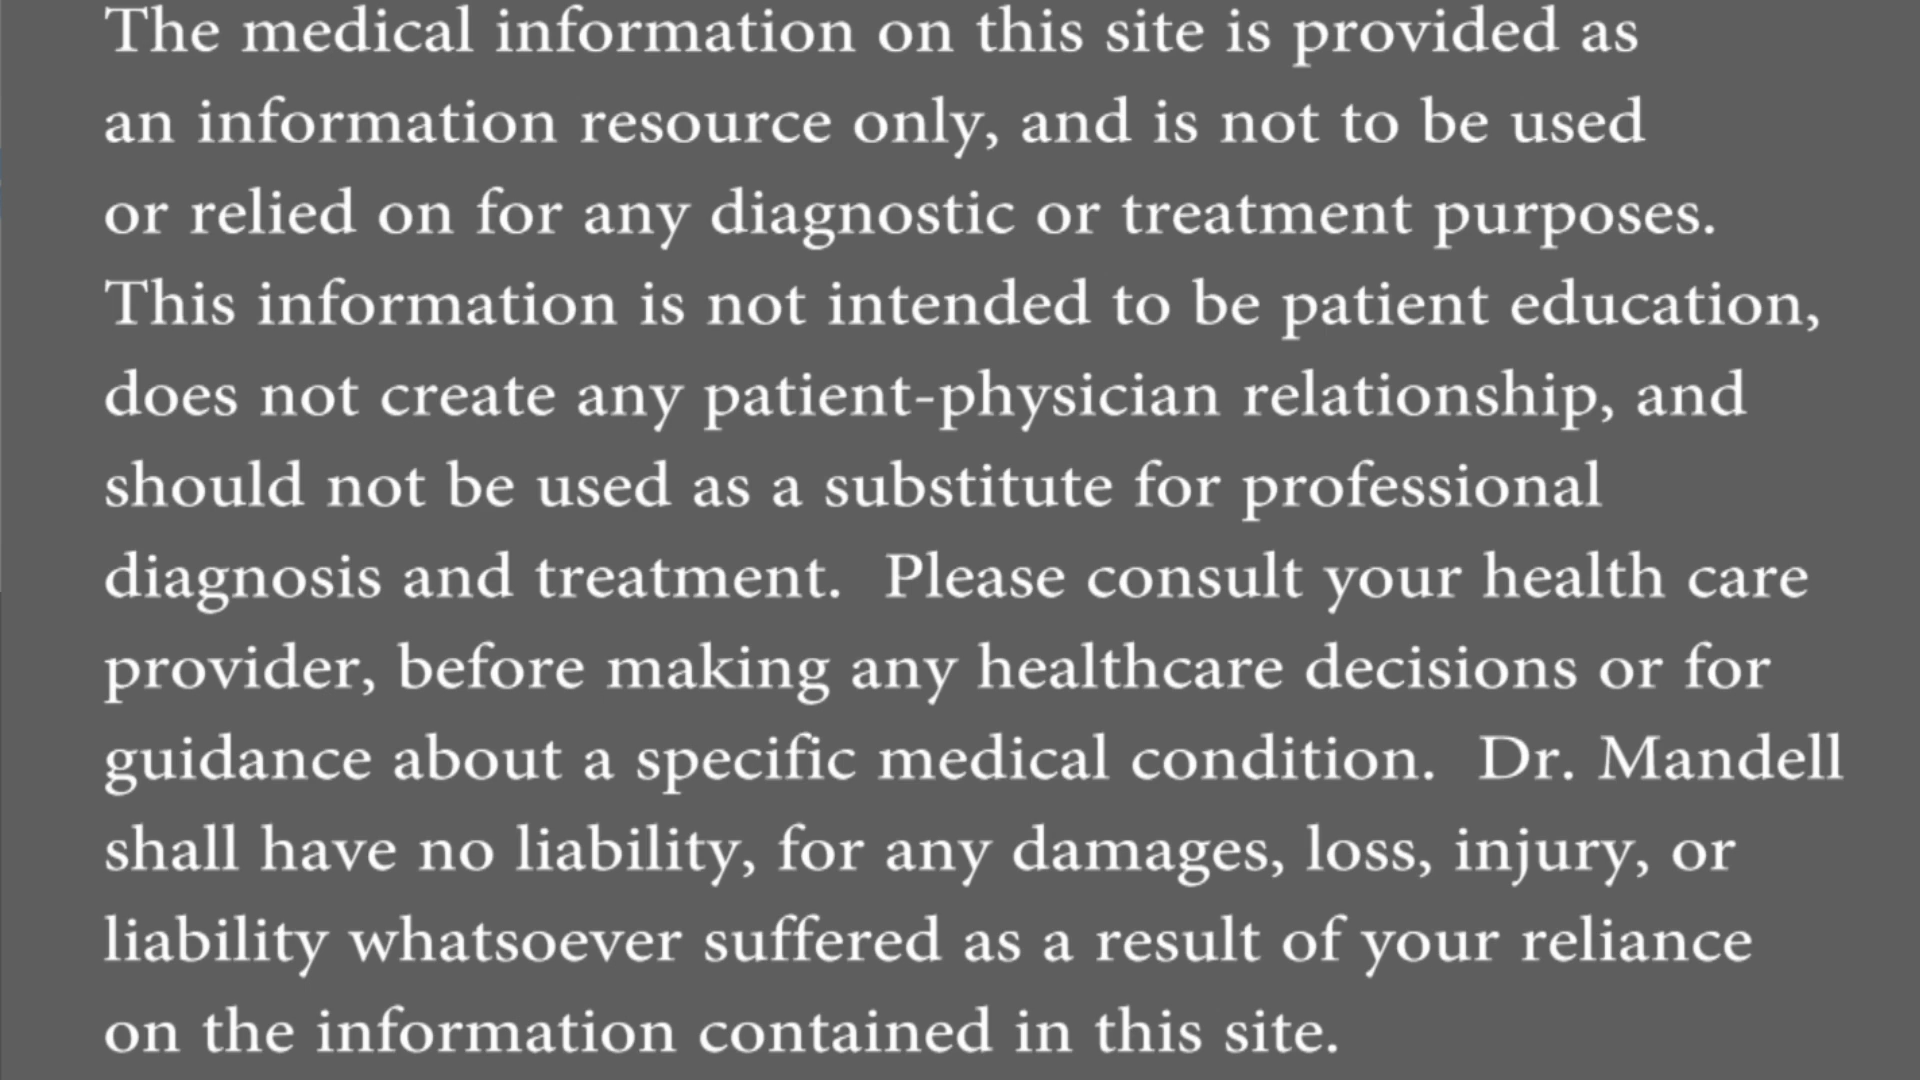 The medical information on this site is provided as
an information resource only, and is not to be used
or relied on for any diagnostic or treatment purposes.
This information is not intended to be patient education,
does not create any patient-physician relationship, and
should not be used as a substitute for professional
diagnosis and treatment.  Please consult your health care
provider, before making any healthcare decisions or for
guidance about a specific medical condition.  Dr. Mandell
shall have no liability, for any damages, loss, injury, or
liability whatsoever suffered as a result of your reliance
on the information contained in this site.